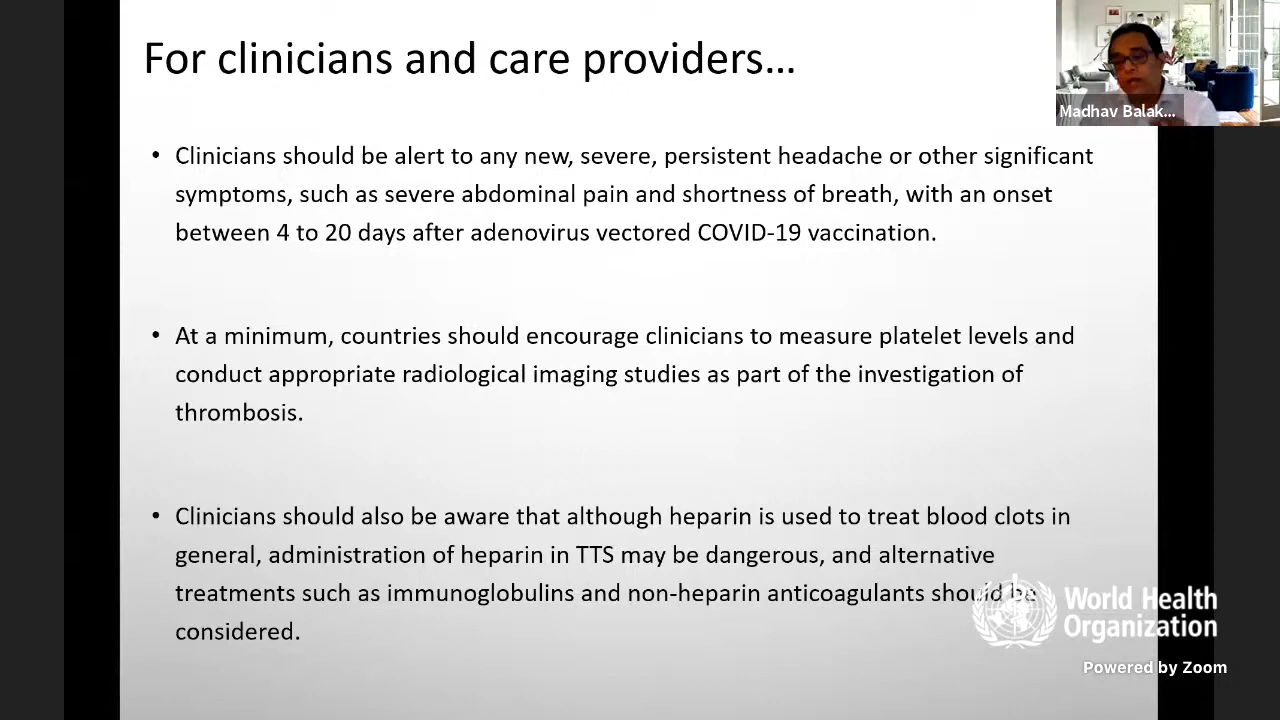 For clinicians and care providers...
Madhav Balak...
• Clinicians should be alert to any new, severe, persistent headache or other significant
symptoms, such as severe abdominal pain and shortness of breath, with an onset
between 4 to 20 days after adenovirus vectored COVID-19 vaccination.
• At a minimum, countries should encourage clinicians to measure platelet levels and
conduct appropriate radiological imaging studies as part of the investigation of
thrombosis.
• Clinicians should also be aware that although heparin is used to treat blood clots in
general, administration of heparin in TTS may be dangerous, and alternative
treatments such as immunoglobulins and non-heparin anticoagulants should be
considered.
World Health
Organization
Powered by Zoom